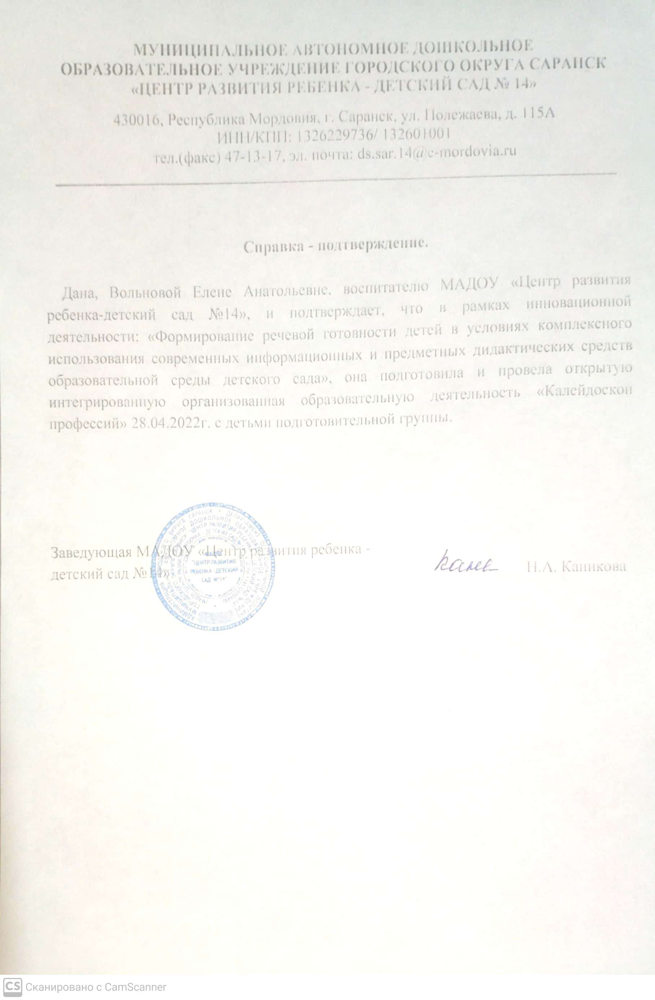 МУНИЦИПАЛЬНОЕ АВТОНОМНОЕ ДОШКОЛЬНОЕ
ОБРАЗОВАТЕЛЬНОЕ УЧРЕЖДЕНИЕ ГОРОДСКОГО ОКРУГА САРАНСК
«ЦЕНТР РАЗВИТИЯ РЕБЕНКА - ДЕТСКИЙ САД № 14»
430016, Республика Мордовия, г. Саранск, ул. Полежаева, д. 115А
ИНН/КПП: 1326229736/ 132601001
тел.(факс) 47-13-17, эл. почта: ds.sar.14@e-mordovia.ru
Справка - подтверждение.
Дана, Вольновой Елене Анатольевне, воспитателю МАДОУ «Центр развития
ребенка-детский сад №14», и подтверждает, что в рамках инновационной
деятельности: «Формирование речевой готовности детей в условиях комплексного
использования современных информационных и предметных дидактических средств
образовательной среды детского сада», она подготовила и провела открытую
интегрированную организованная образовательную деятельность «Калейдоскоп
профессий» 28.04.2022г. с детьми подготовительной группы.
Заведующая МАДОУ «Центр развития ребенка -
детский сад №14»
Н.А. Каникова
МАДОУ
"ЦЕНТР РАЗВИТИЯ
РЕБЕНКА - ДЕТСКИЙ
САД №14"
CS Сканировано с CamScanner